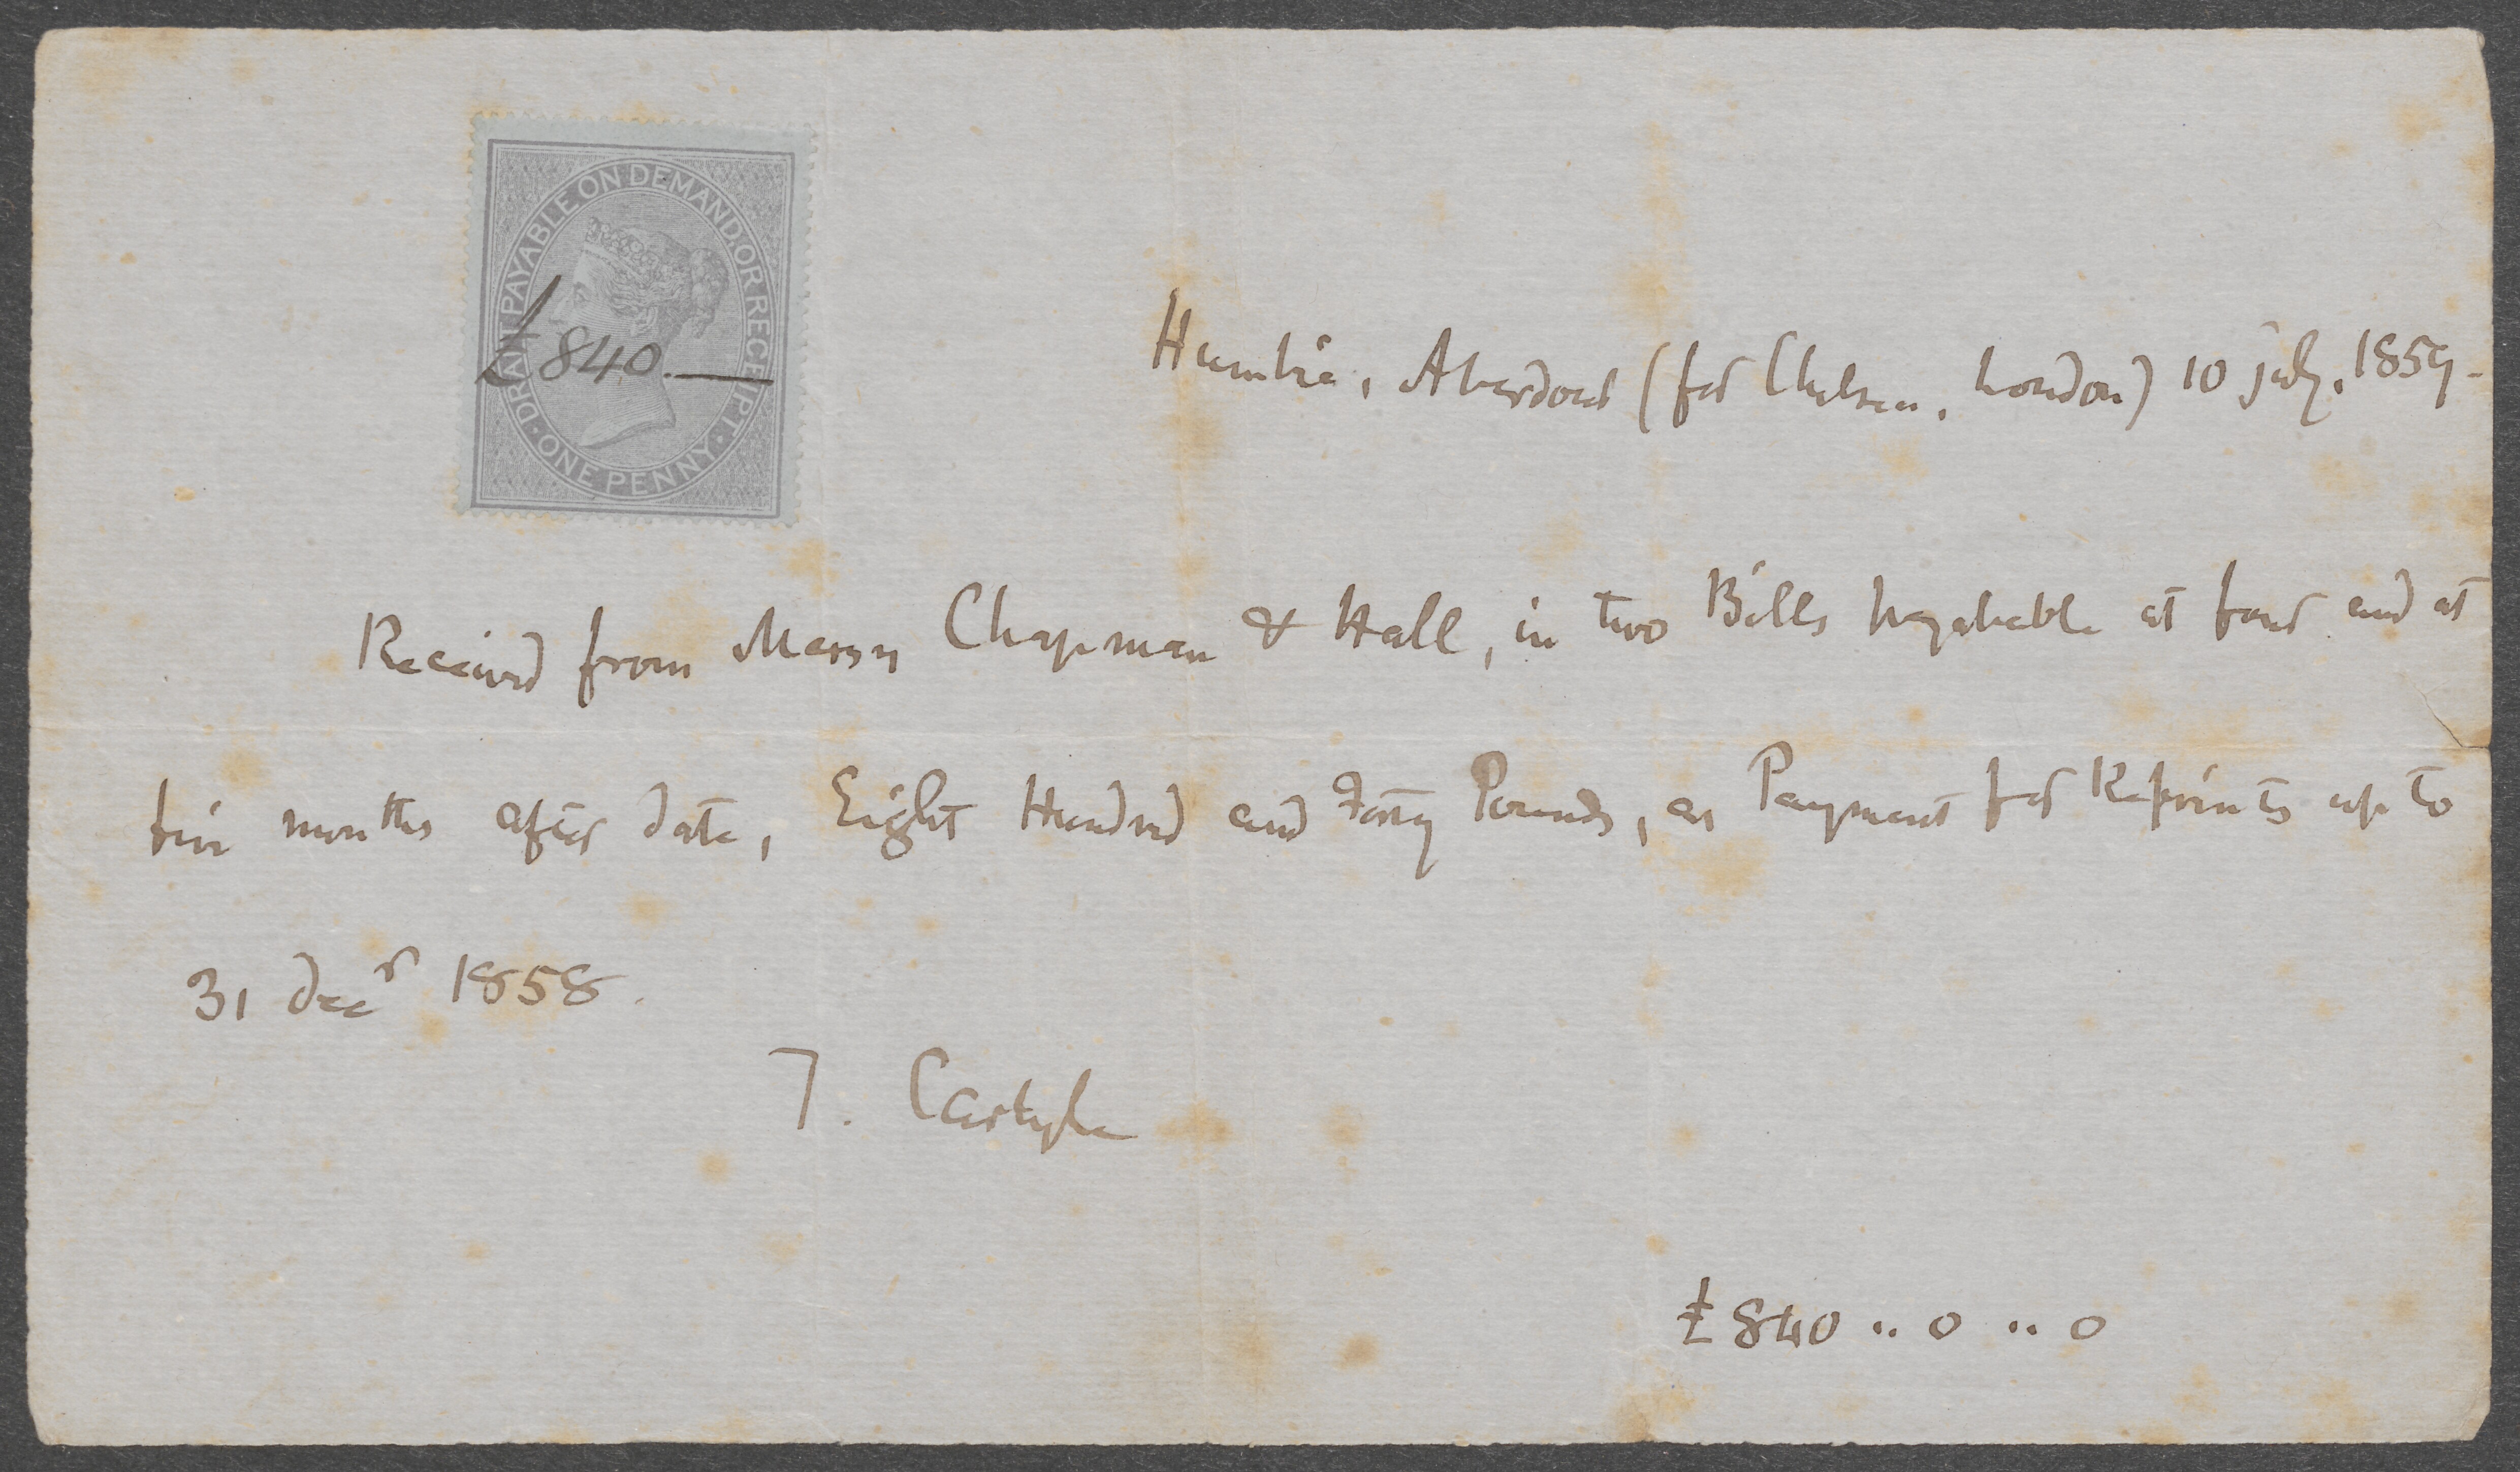 DRAFT PAYABLE ON DEMAND. OR RECEIPT.
ONE PENNY
£840.—
Humbie, Aberdour (for Chelsea, London) 10 july, 1859 -
Received from Messrs Chapman & Hall, in two Bills payable at four and at
six months after date, Eight Hundred and Forty Pounds, as Payment for Reprints up to
31 decr 1858.
T. Carlyle
£840 .. 0 .. 0